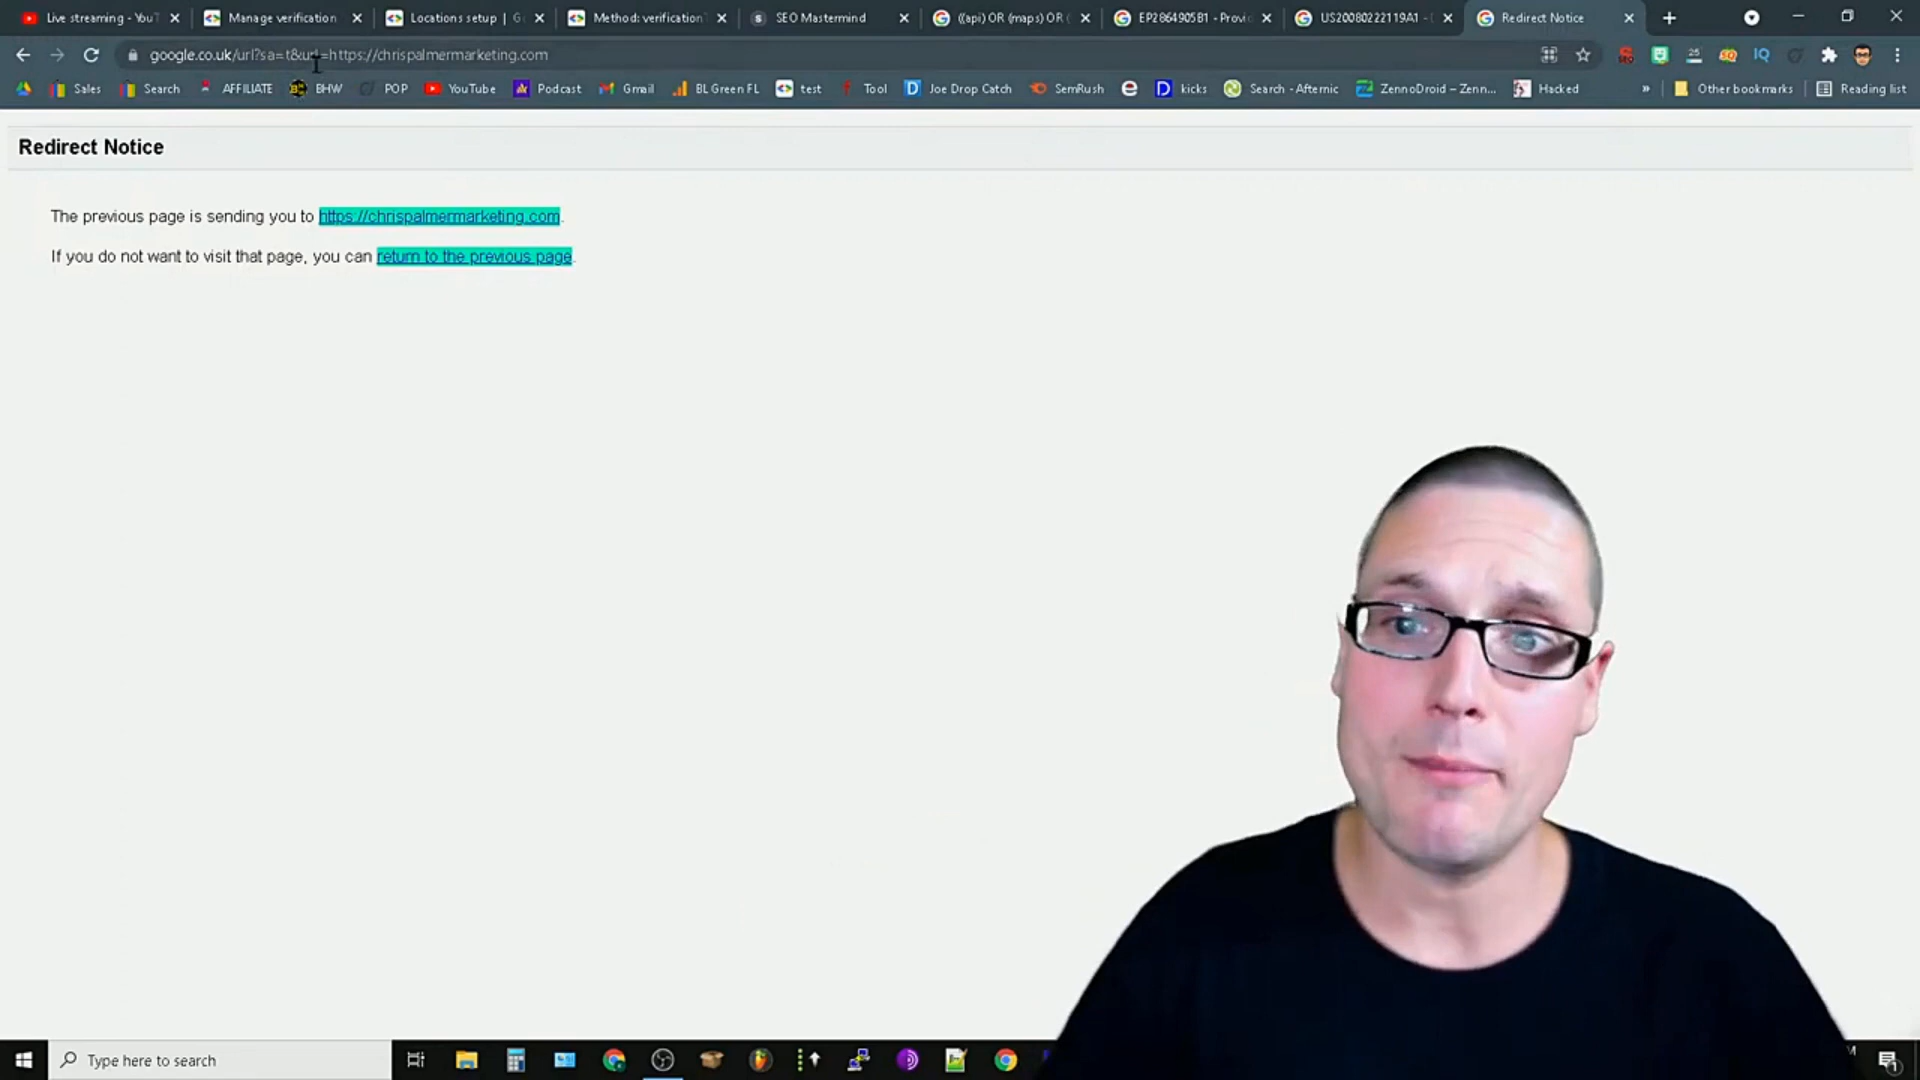 Live streaming - YouT
Manage verification
Locations setup | G
Method: verification
SEO Mastermind
((api) OR (maps) OR (
EP2864905B1 - Provi
US20080222119A1 -
Redirect Notice
google.co.uk/url?sa=t&url=https://chrispalmermarketing.com
Sales
Search
AFFILIATE
BHW
POP
YouTube
Podcast
Gmail
BL Green FL
test
Tool
Joe Drop Catch
SemRush
kicks
Search - Afternic
ZennoDroid – Zenn...
Hacked
»
Other bookmarks
Reading list
Redirect Notice
The previous page is sending you to https://chrispalmermarketing.com.
If you do not want to visit that page, you can return to the previous page.
Type here to search